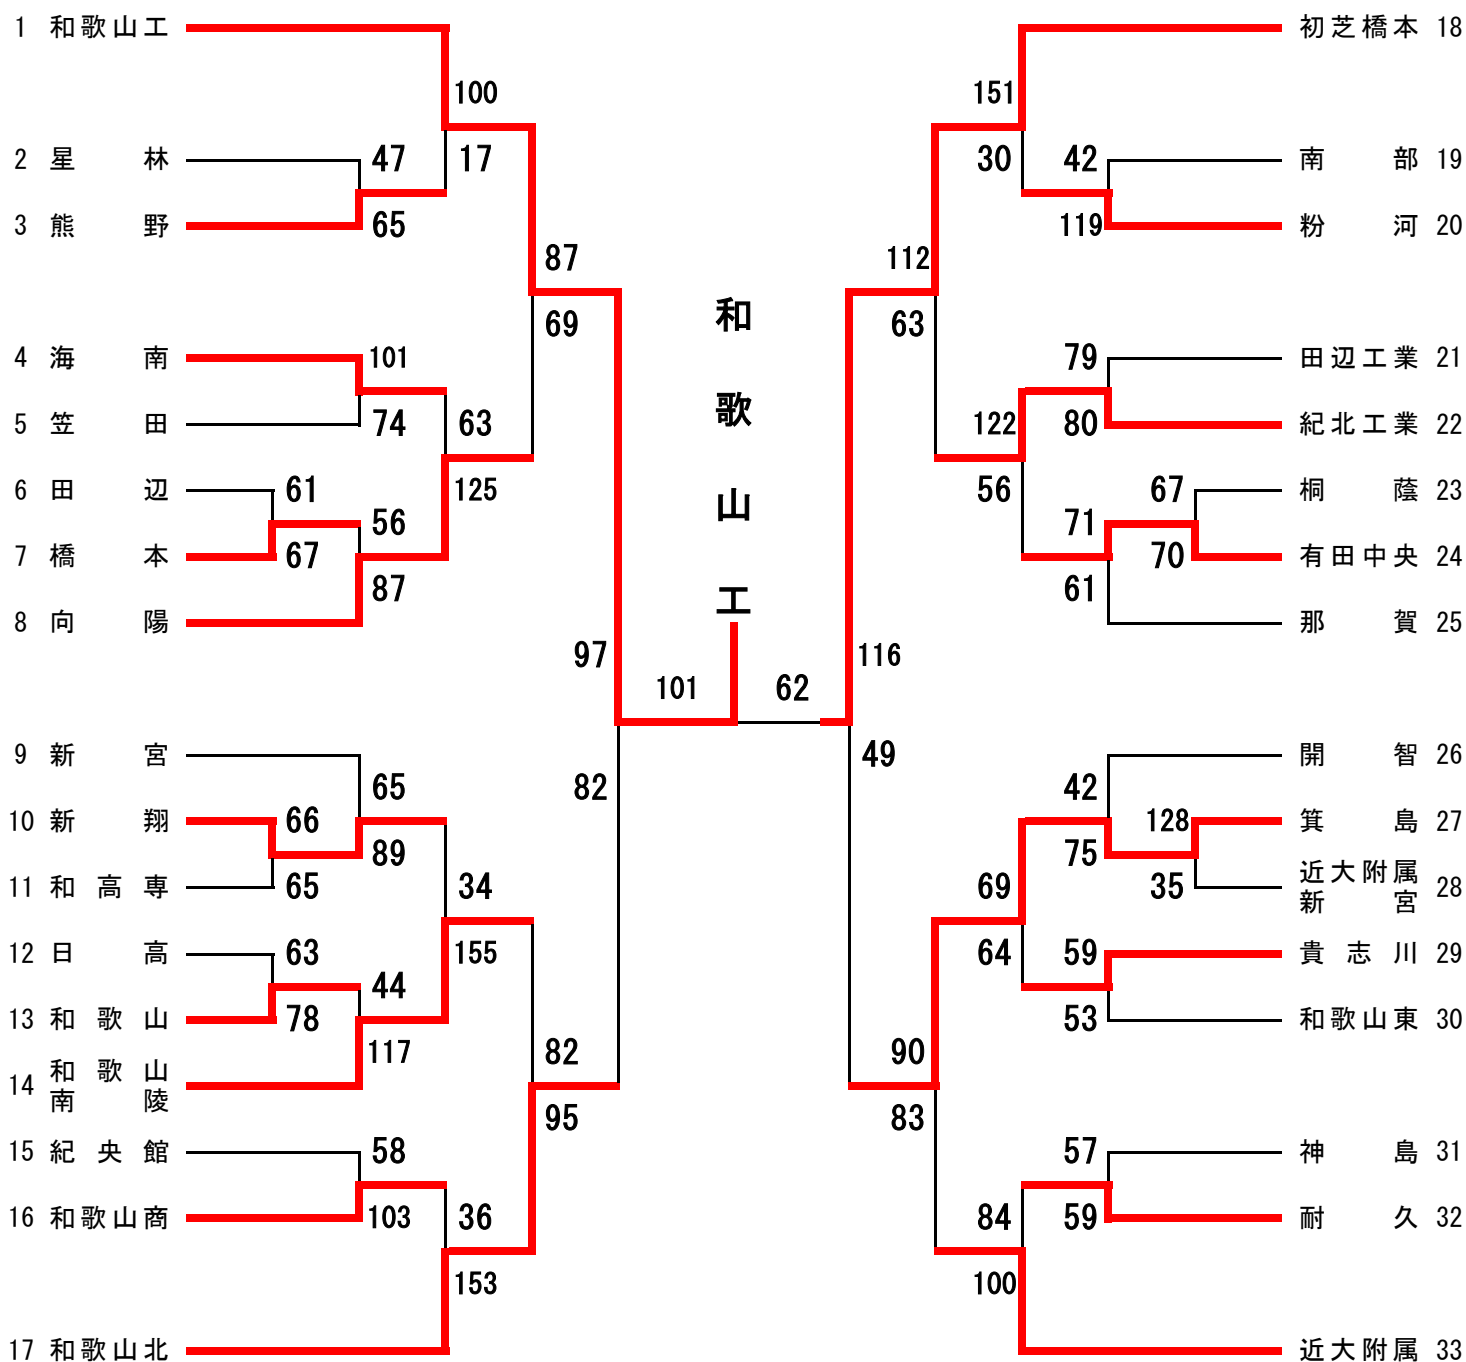 1 和歌山工
2 星林
3 熊野
4 海南
5 笠田
6 田辺
7 橋本
8 向陽
9 新宮
10 新翔
11 和高専
12 日高
13 和歌山
14 和歌山
南陵
15 紀央館
16 和歌山商
17 和歌山北
100
17
47
65
87
69
101
74
63
125
61
67
56
87
97
82
65
89
66
65
34
155
63
78
44
117
82
95
58
103
36
153
和歌山工
101
62
151
30
42
119
112
63
79
80
122
56
67
70
71
61
116
49
42
75
128
35
69
64
59
53
90
83
57
59
84
100
初芝橋本 18
南部 19
粉河 20
田辺工業 21
紀北工業 22
桐蔭 23
有田中央 24
那賀 25
開智 26
箕島 27
近大附属
新宮 28
貴志川 29
和歌山東 30
神島 31
耐久 32
近大附属 33